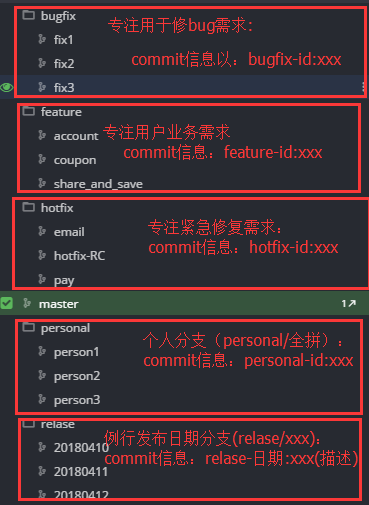 bugfix
专注用于修bug需求:
fix1
fix2
commit信息以：bugfix-id:xxx
fix3
feature
account
专注用户业务需求
coupon
commit信息：feature-id:xxx
share_and_save
hotfix
专注紧急修复需求：
email
commit信息：hotfix-id:xxx
hotfix-RC
pay
master 1↗
personal
个人分支（personal/全拼）：
person1
commit信息：personal-id:xxx
person2
person3
relase
例行发布日期分支(relase/xxx)：
20180410
commit信息：relase-日期:xxx(描述)
20180411
20180412